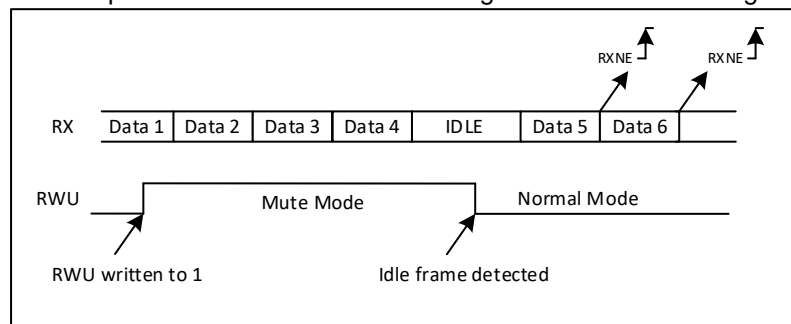 RXNE RXNE
RX Data 1 Data 2 Data 3 Data 4 IDLE Data 5 Data 6
RWU Mute Mode Normal Mode
RWU written to 1 Idle frame detected